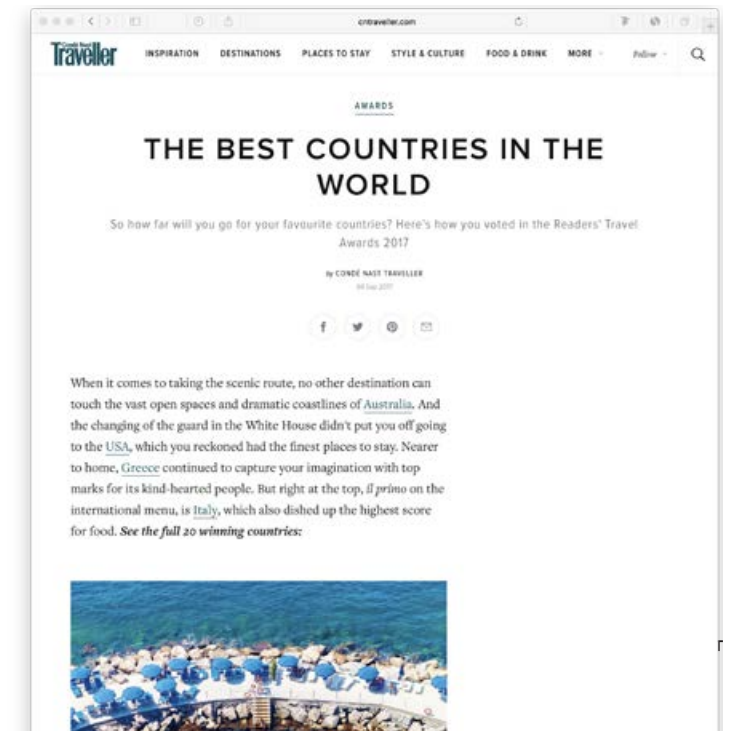 cntraveller.com
Condé Nast
Traveller
INSPIRATION DESTINATIONS PLACES TO STAY STYLE & CULTURE FOOD & DRINK MORE Follow
AWARDS
THE BEST COUNTRIES IN THE
WORLD
So how far will you go for your favourite countries? Here's how you voted in the Readers' Travel
Awards 2017
By CONDÉ NAST TRAVELLER
Sep 2017
When it comes to taking the scenic route, no other destination can
touch the vast open spaces and dramatic coastlines of Australia. And
the changing of the guard in the White House didn't put you off going
to the USA, which you reckoned had the finest places to stay. Nearer
to home, Greece continued to capture your imagination with top
marks for its kind-hearted people. But right at the top, il primo on the
international menu, is Italy, which also dished up the highest score
for food. See the full 20 winning countries: